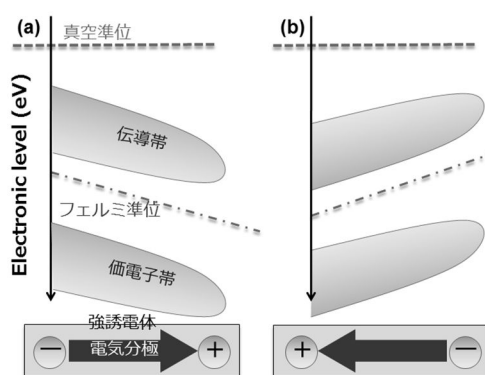 (a)
真空準位
(b)
Electronic level (eV)
伝導帯
フェルミ準位
価電子帯
強誘電体
− 電気分極 +
+ −